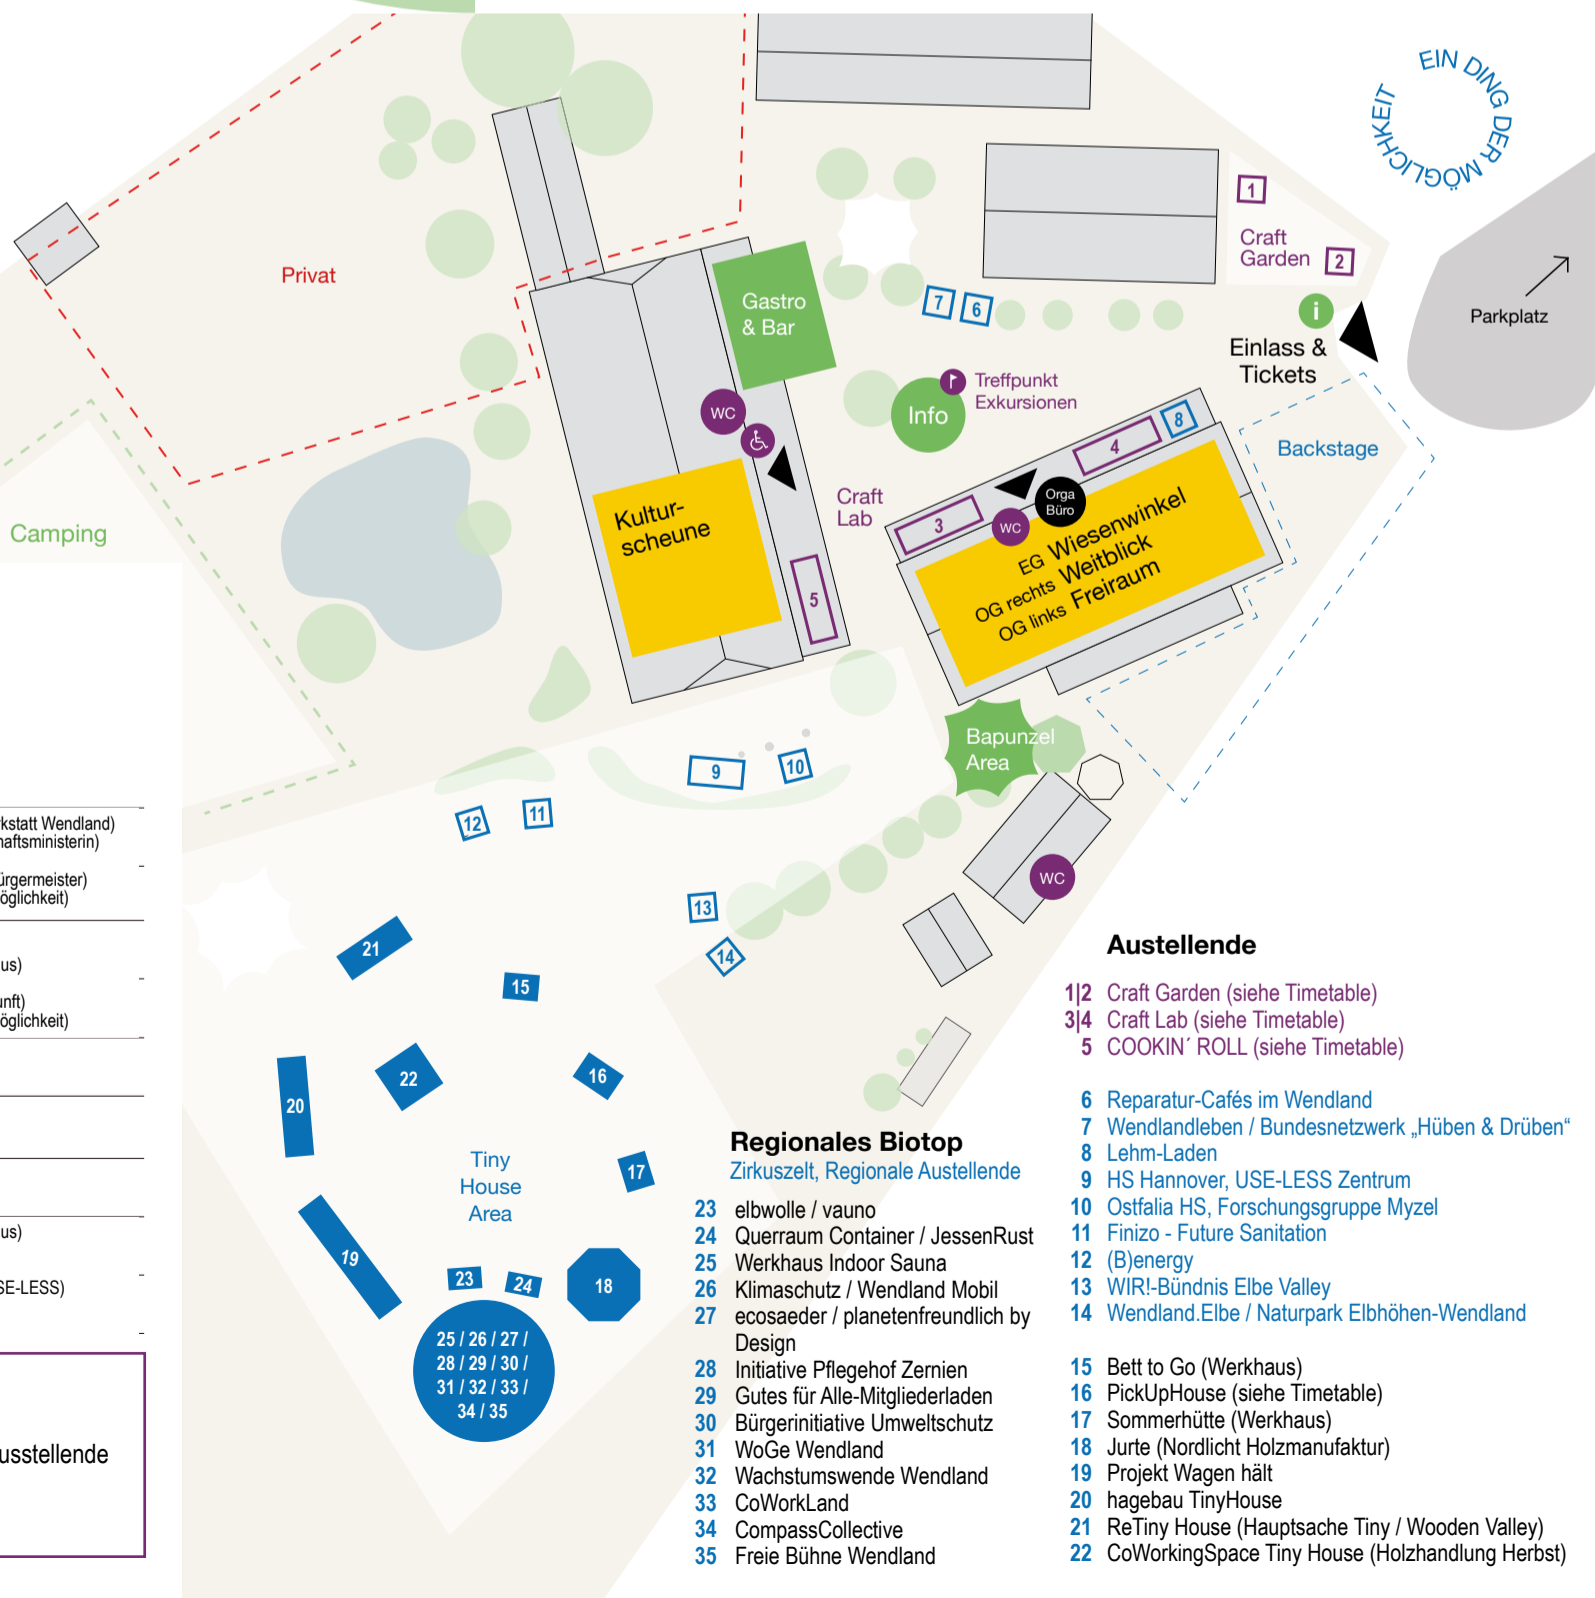 EIN DING DER MÖGLICHKEIT
1
Craft
Garden
2
Privat
Gastro
& Bar
7
6
i
Parkplatz
Einlass &
Tickets
Treffpunkt
Exkursionen
WC
Info
8
4
Backstage
Camping
Kultur-
scheune
Craft
Lab
3
WC
Orga
Büro
EG Wiesenwinkel
OG rechts Weitblick
OG links Freiraum
5
Bapunzel
Area
9
10
12
11
WC
13
14
21
15
22
16
20
17
Tiny
House
Area
19
23
24
18
25 / 26 / 27 /
28 / 29 / 30 /
31 / 32 / 33 /
34 / 35
kstatt Wendland)
haftsministerin)
ürgermeister)
öglichkeit)
us)
unft)
öglichkeit)
us)
SE-LESS)
usstellende
Regionales Biotop
Zirkuszelt, Regionale Austellende
23 elbwolle / vauno
24 Querraum Container / JessenRust
25 Werkhaus Indoor Sauna
26 Klimaschutz / Wendland Mobil
27 ecosaeder / planetenfreundlich by
Design
28 Initiative Pflegehof Zernien
29 Gutes für Alle-Mitgliederladen
30 Bürgerinitiative Umweltschutz
31 WoGe Wendland
32 Wachstumswende Wendland
33 CoWorkLand
34 CompassCollective
35 Freie Bühne Wendland
Austellende
1|2 Craft Garden (siehe Timetable)
3|4 Craft Lab (siehe Timetable)
5 COOKIN´ ROLL (siehe Timetable)
6 Reparatur-Cafés im Wendland
7 Wendlandleben / Bundesnetzwerk „Hüben & Drüben“
8 Lehm-Laden
9 HS Hannover, USE-LESS Zentrum
10 Ostfalia HS, Forschungsgruppe Myzel
11 Finizo - Future Sanitation
12 (B)energy
13 WIR!-Bündnis Elbe Valley
14 Wendland.Elbe / Naturpark Elbhöhen-Wendland
15 Bett to Go (Werkhaus)
16 PickUpHouse (siehe Timetable)
17 Sommerhütte (Werkhaus)
18 Jurte (Nordlicht Holzmanufaktur)
19 Projekt Wagen hält
20 hagebau TinyHouse
21 ReTiny House (Hauptsache Tiny / Wooden Valley)
22 CoWorkingSpace Tiny House (Holzhandlung Herbst)